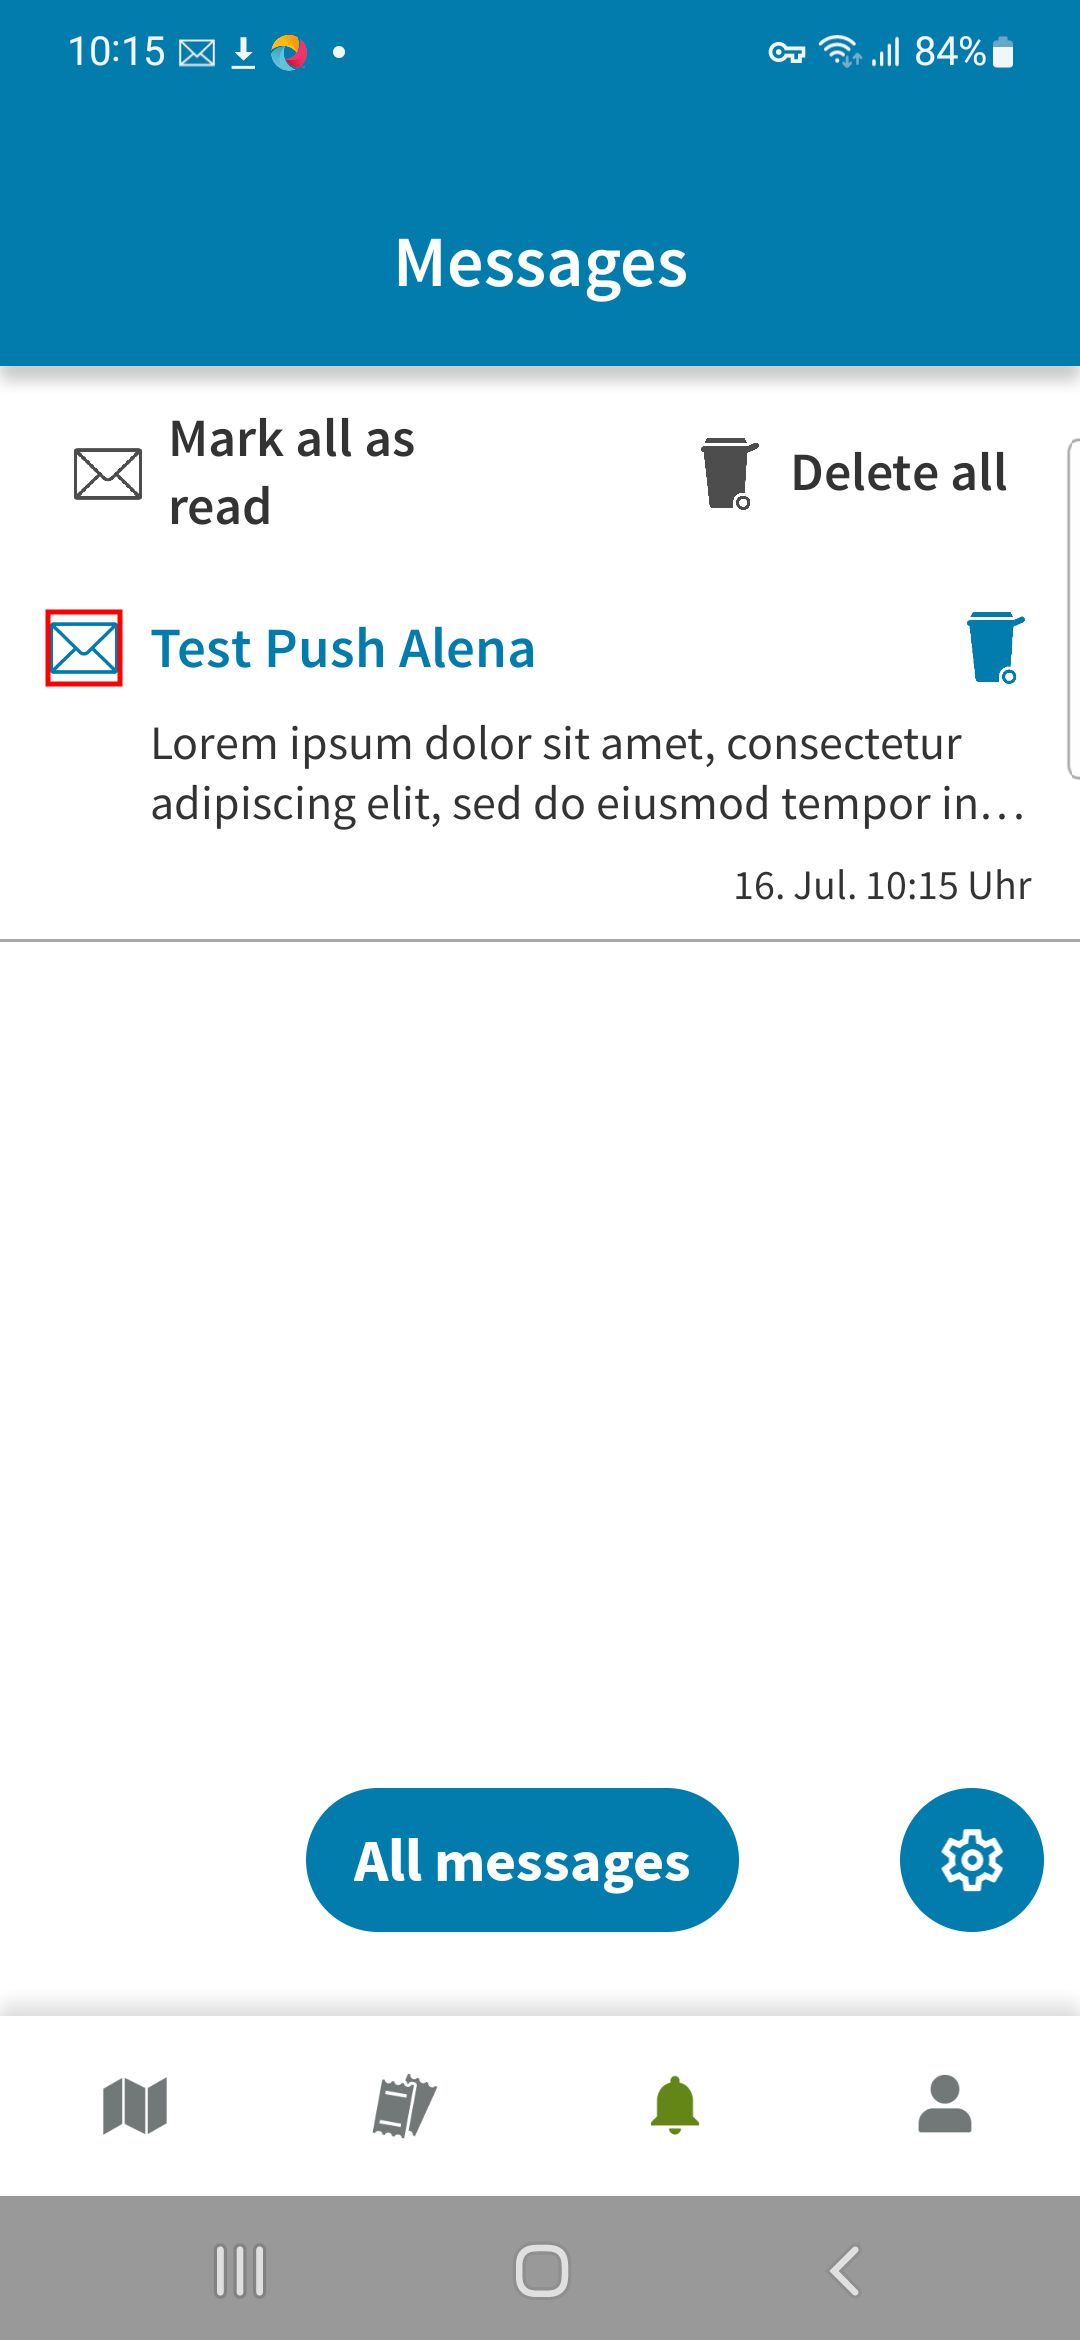 10:15
84%
Messages
Mark all as
read
Delete all
Test Push Alena
Lorem ipsum dolor sit amet, consectetur
adipiscing elit, sed do eiusmod tempor in...
16. Jul. 10:15 Uhr
All messages